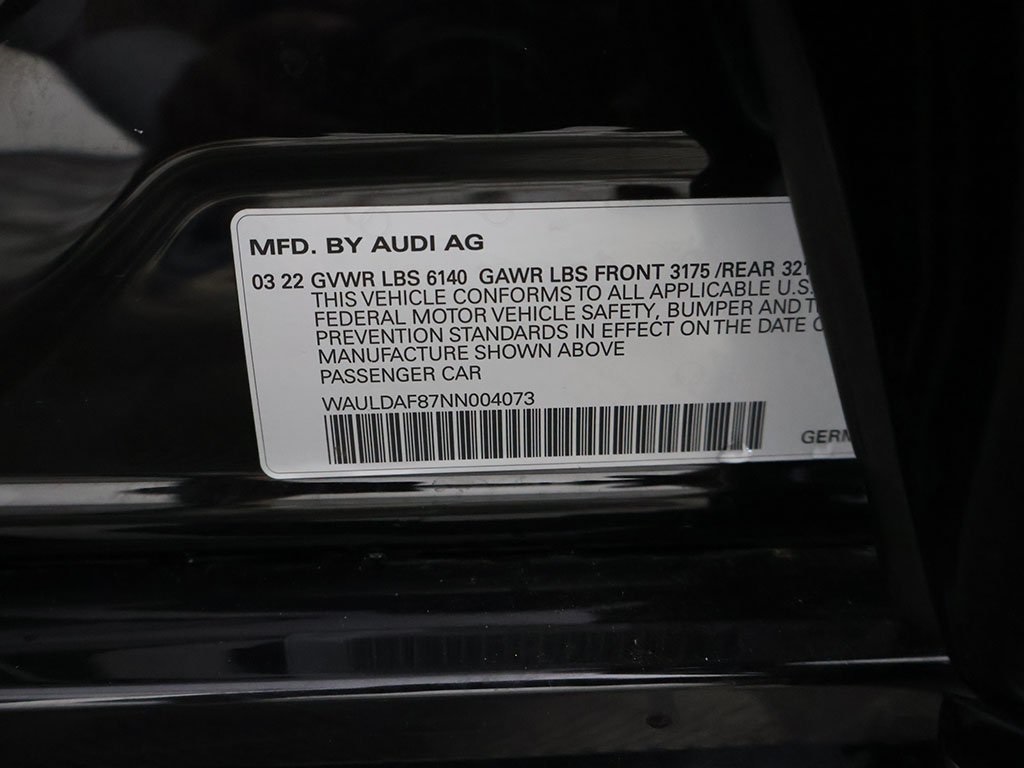 MFD. BY AUDI AG
03 22 GVWR LBS 6140 GAWR LBS FRONT 3175 /REAR 321
THIS VEHICLE CONFORMS TO ALL APPLICABLE U.S.
FEDERAL MOTOR VEHICLE SAFETY, BUMPER AND
PREVENTION STANDARDS IN EFFECT ON THE DATE
MANUFACTURE SHOWN ABOVE
PASSENGER CAR
WAULDAF87NN004073